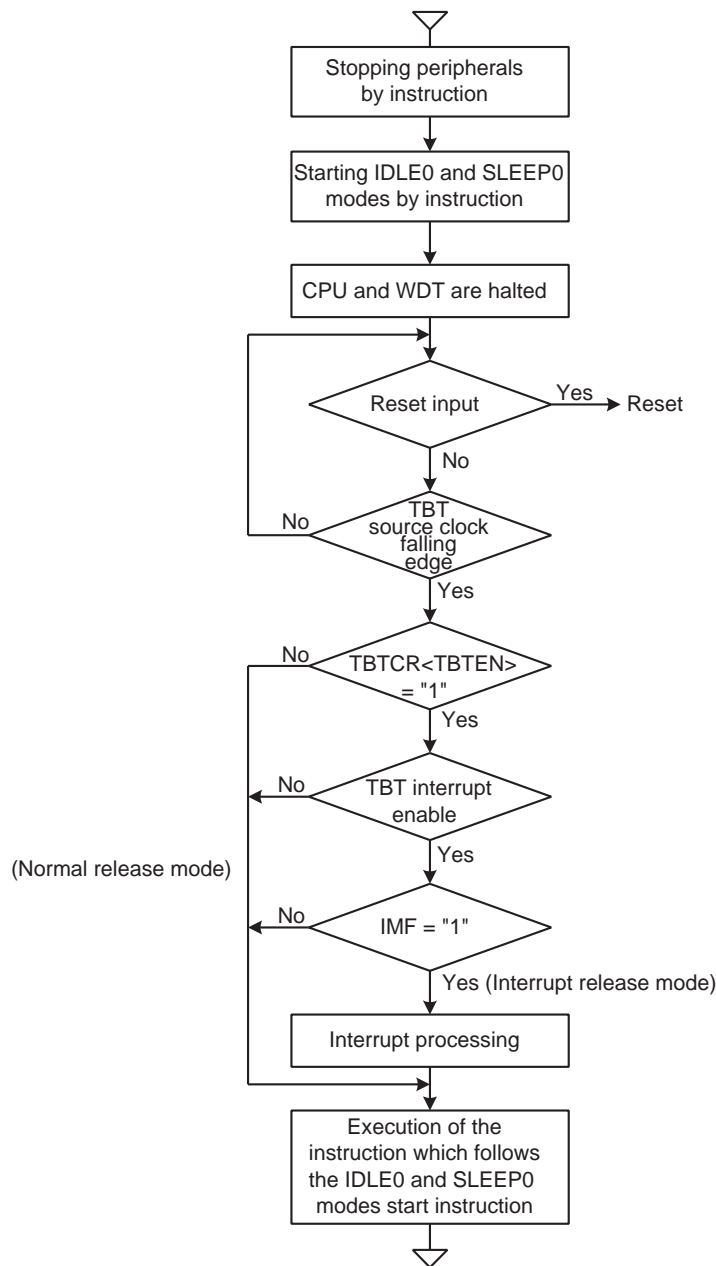 Stopping peripherals
by instruction
Starting IDLE0 and SLEEP0
modes by instruction
CPU and WDT are halted
Reset input
Yes
Reset
No
No
TBT
source clock
falling
edge
Yes
No
TBTCR<TBTEN>
= "1"
Yes
No
TBT interrupt
enable
Yes
(Normal release mode)
No
IMF = "1"
Yes (Interrupt release mode)
Interrupt processing
Execution of the
instruction which follows
the IDLE0 and SLEEP0
modes start instruction